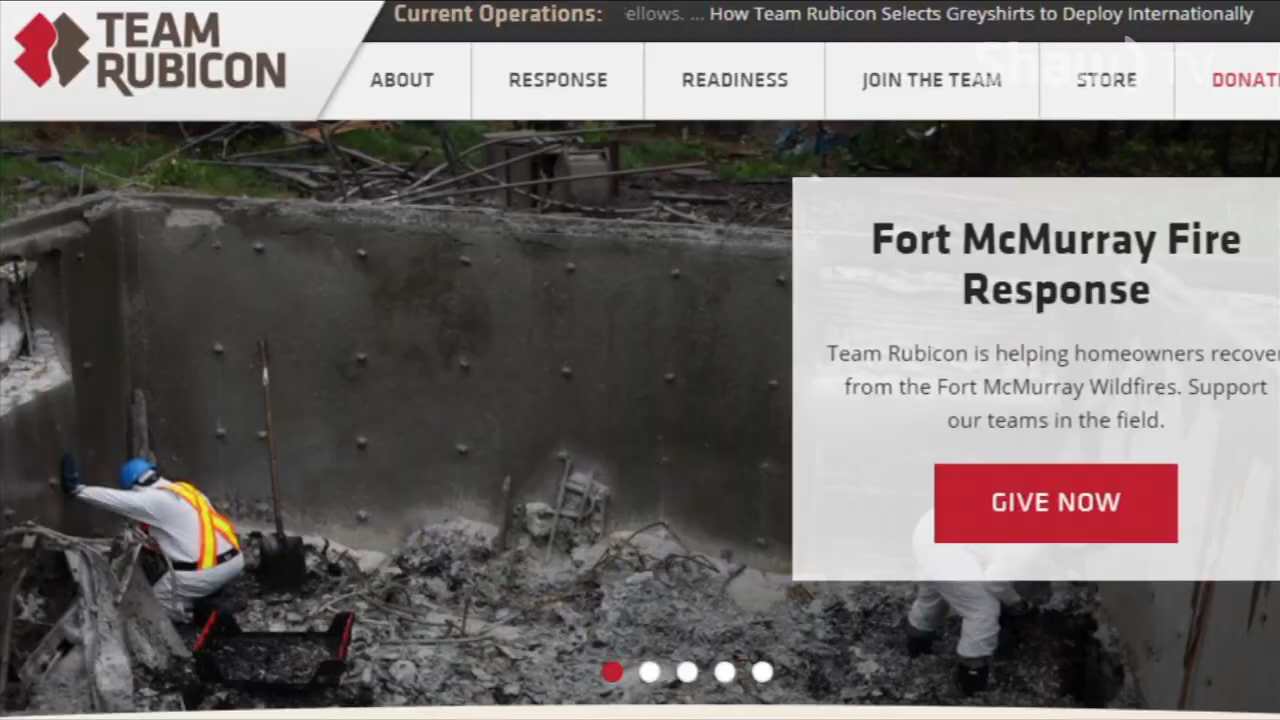 TEAM
RUBICON
Current Operations: ellows. ... How Team Rubicon Selects Greyshirts to Deploy Internationally
Shaw TV
ABOUT RESPONSE READINESS JOIN THE TEAM STORE DONAT
Fort McMurray Fire
Response
Team Rubicon is helping homeowners recover
from the Fort McMurray Wildfires. Support
our teams in the field.
GIVE NOW